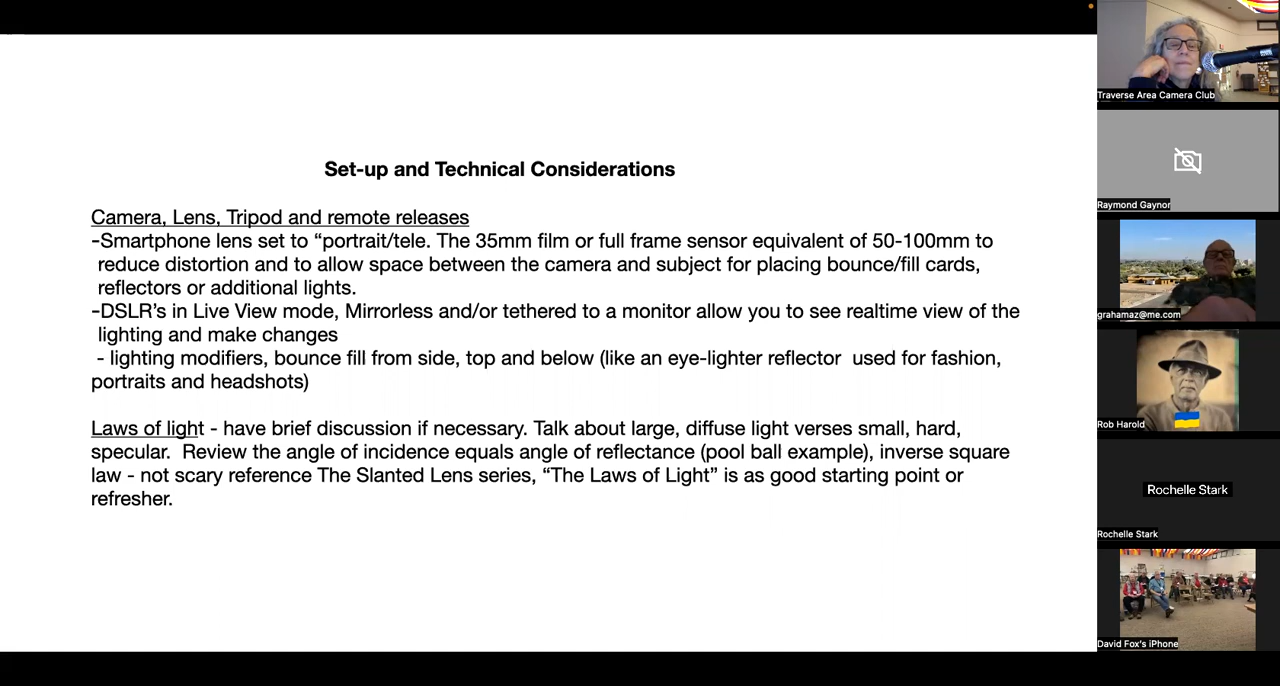 Set-up and Technical Considerations
Camera, Lens, Tripod and remote releases
-Smartphone lens set to “portrait/tele. The 35mm film or full frame sensor equivalent of 50-100mm to
reduce distortion and to allow space between the camera and subject for placing bounce/fill cards,
reflectors or additional lights.
-DSLR’s in Live View mode, Mirrorless and/or tethered to a monitor allow you to see realtime view of the
lighting and make changes
- lighting modifiers, bounce fill from side, top and below (like an eye-lighter reflector used for fashion,
portraits and headshots)
Laws of light - have brief discussion if necessary. Talk about large, diffuse light verses small, hard,
specular. Review the angle of incidence equals angle of reflectance (pool ball example), inverse square
law - not scary reference The Slanted Lens series, “The Laws of Light” is as good starting point or
refresher.
Traverse Area Camera Club
Raymond Gaynor
grahamaz@me.com
Rob Harold
Rochelle Stark
Rochelle Stark
David Fox's iPhone